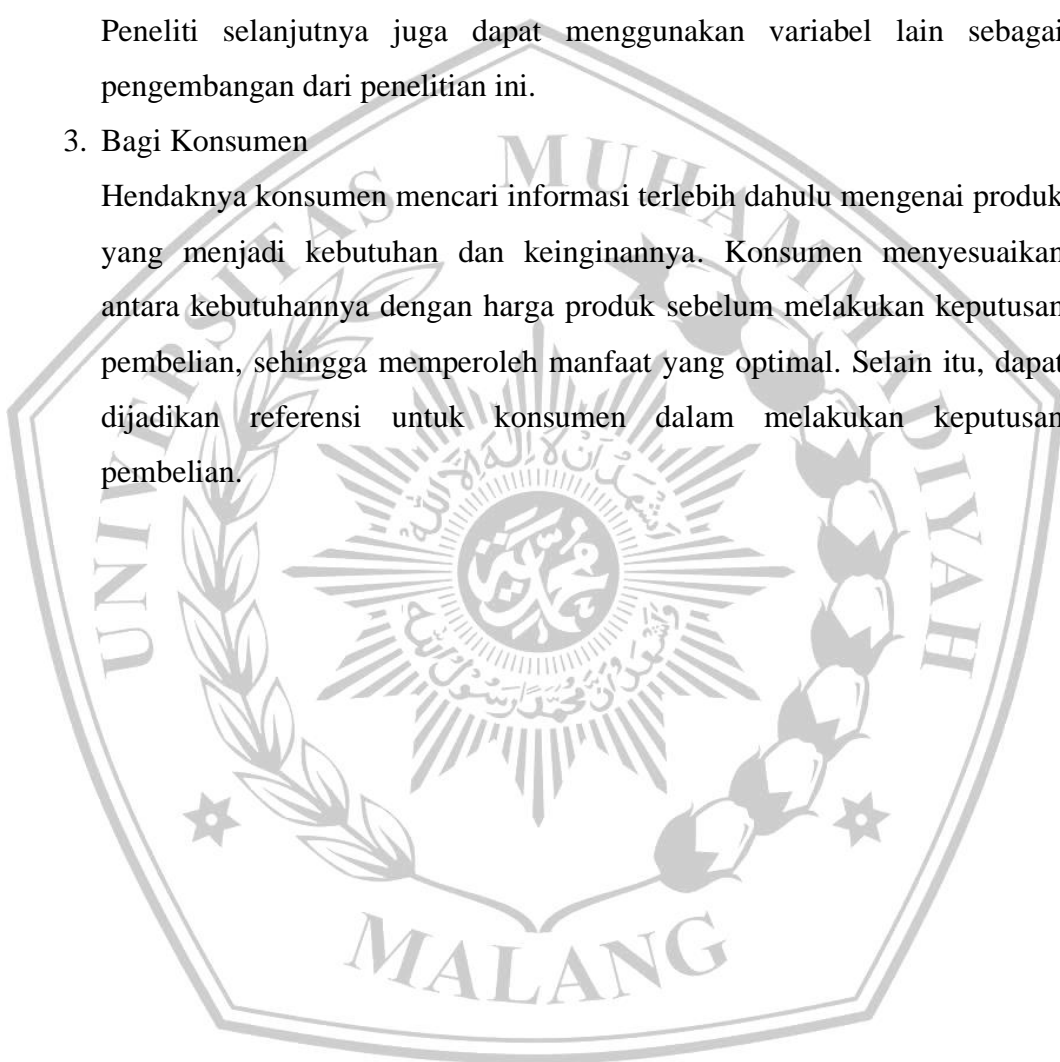 Peneliti selanjutnya juga dapat menggunakan variabel lain sebagai
pengembangan dari penelitian ini.
3. Bagi Konsumen
Hendaknya konsumen mencari informasi terlebih dahulu mengenai produk
yang menjadi kebutuhan dan keinginannya. Konsumen menyesuaikan
antara kebutuhannya dengan harga produk sebelum melakukan keputusan
pembelian, sehingga memperoleh manfaat yang optimal. Selain itu, dapat
dijadikan referensi untuk konsumen dalam melakukan keputusan
pembelian.
UNIVERSITAS MUHAMMADIYAH
MALANG